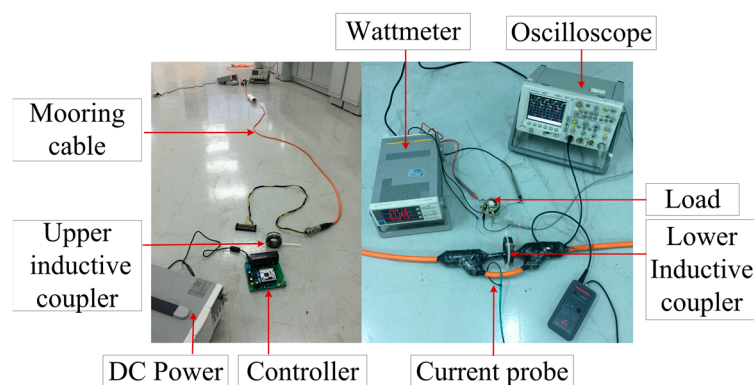 Wattmeter
Oscilloscope
Mooring
cable
Upper
inductive
coupler
Load
Lower
Inductive
coupler
DC Power
Controller
Current probe